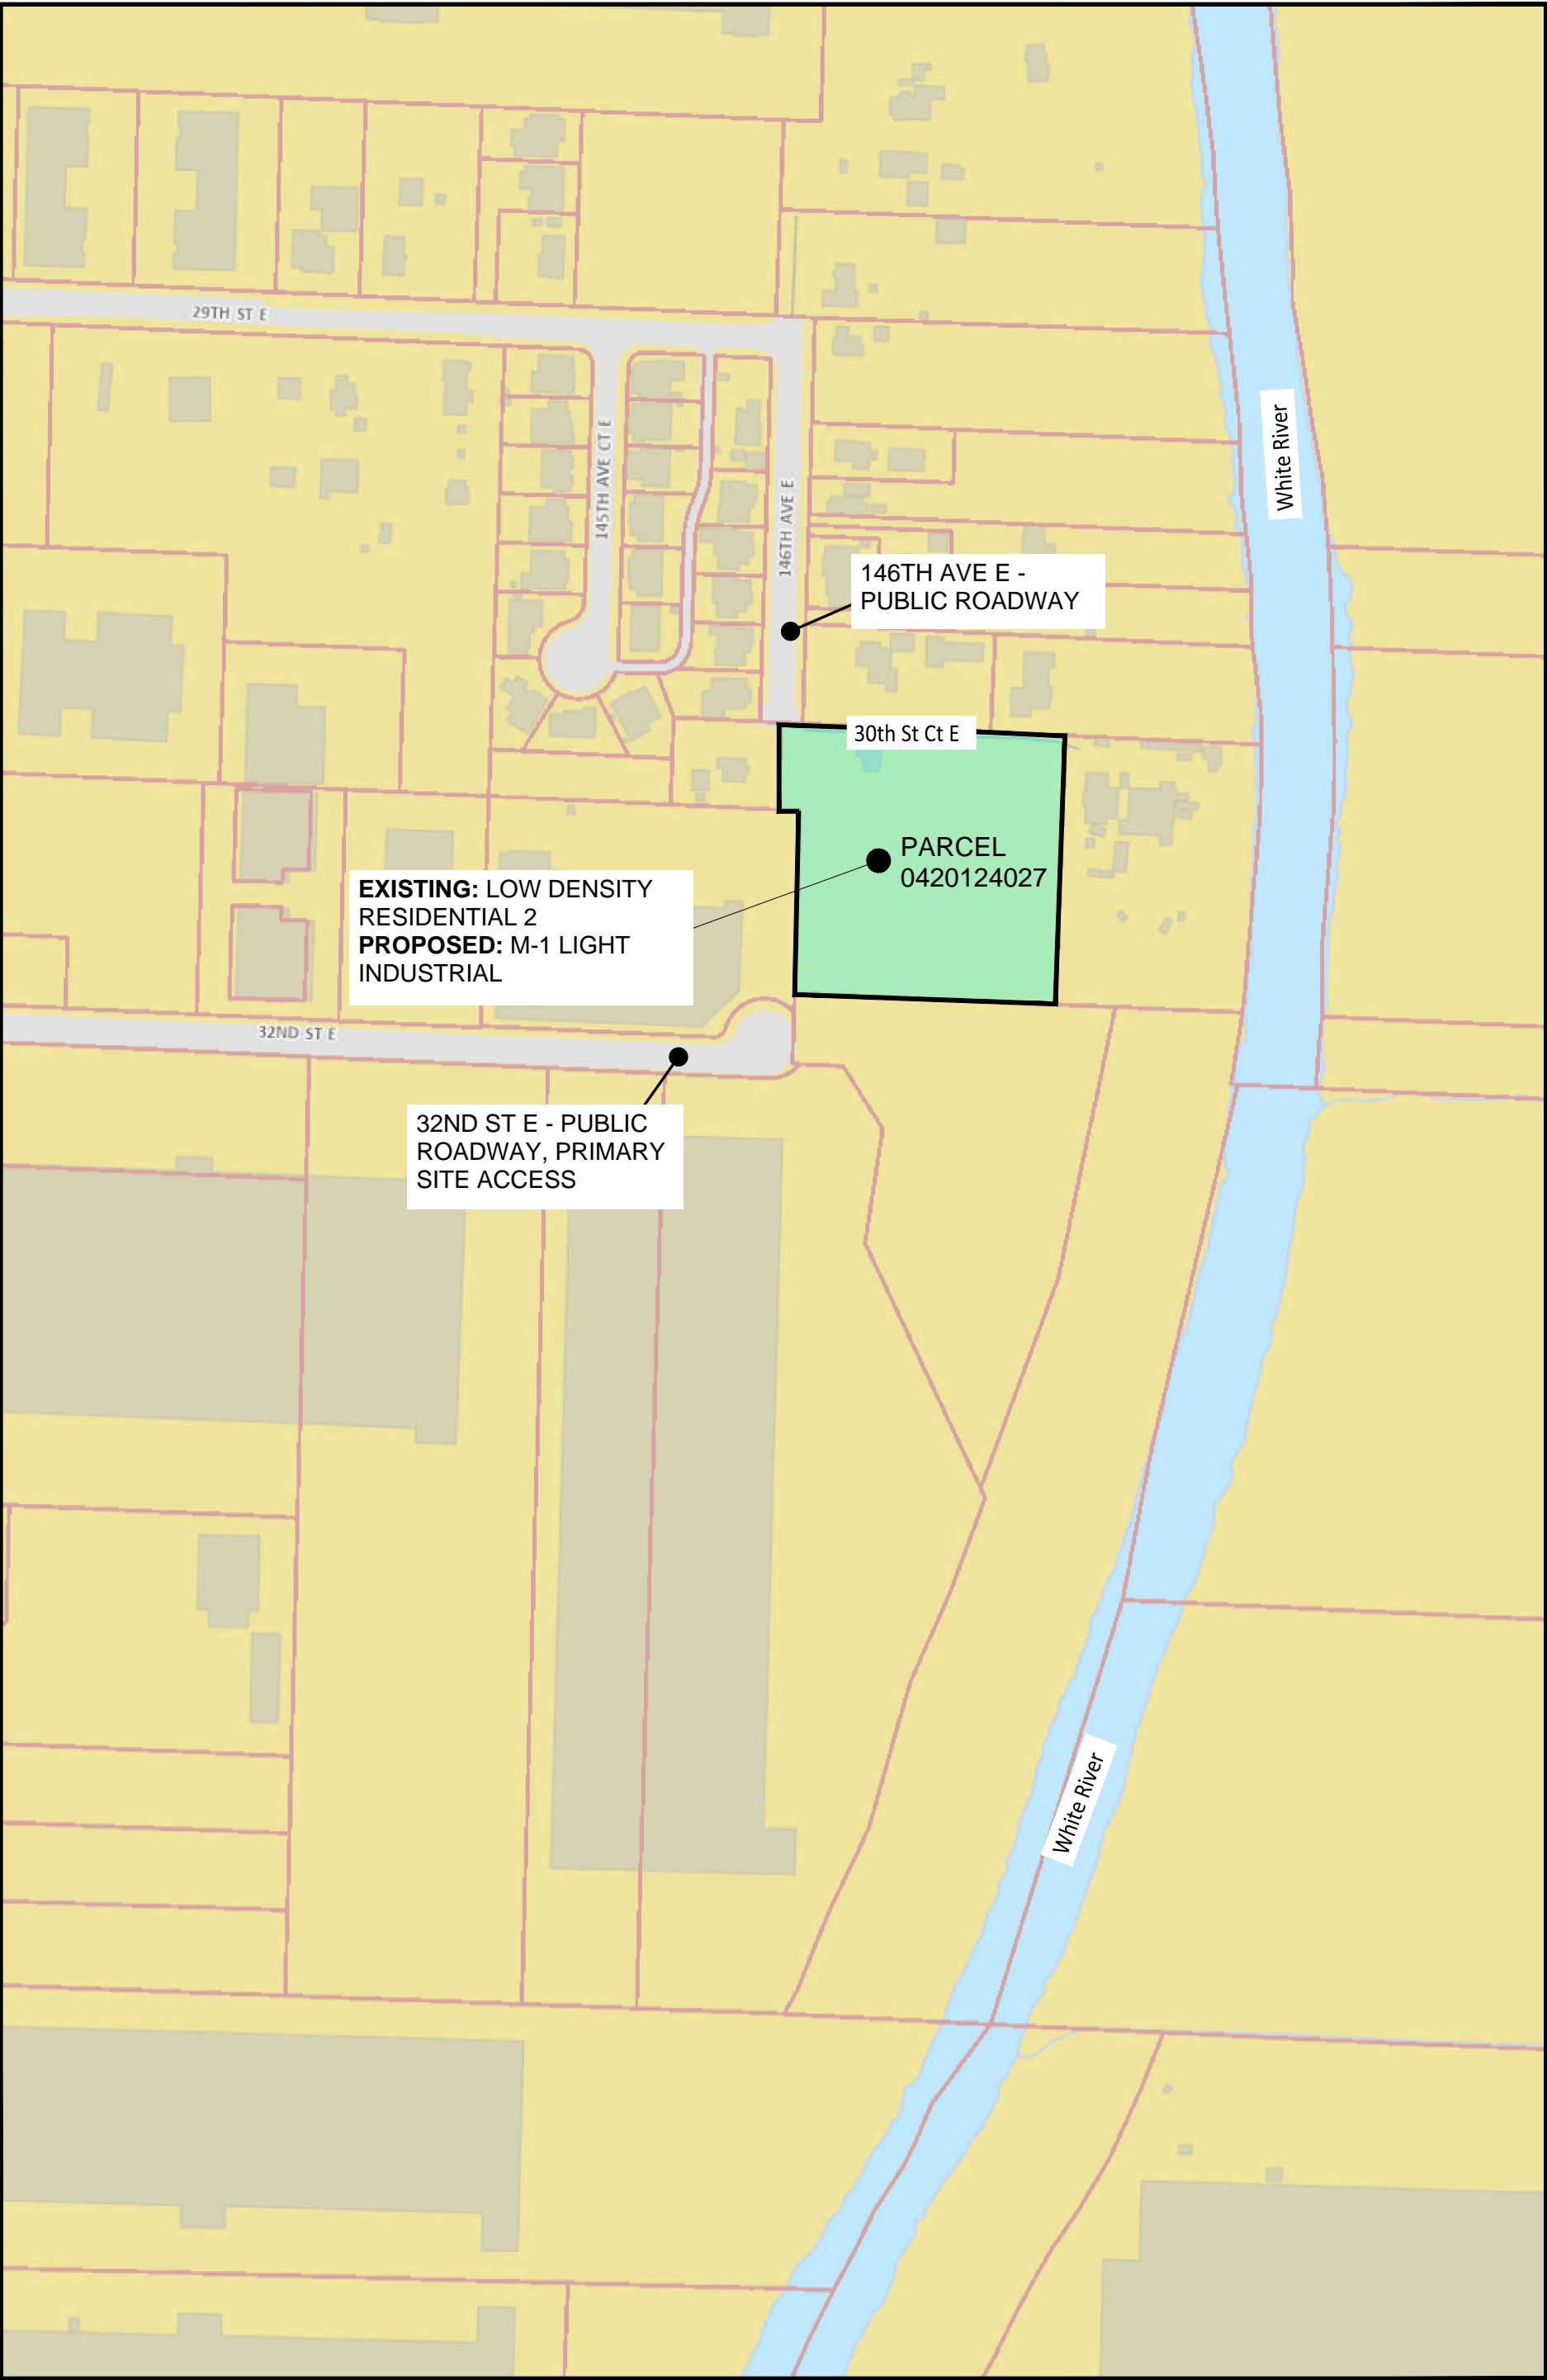 29TH ST E
White River
145TH AVE CT E
146TH AVE E
146TH AVE E -
PUBLIC ROADWAY
30th St Ct E
PARCEL
0420124027
EXISTING: LOW DENSITY
RESIDENTIAL 2
PROPOSED: M-1 LIGHT
INDUSTRIAL
32ND ST E
32ND ST E - PUBLIC
ROADWAY, PRIMARY
SITE ACCESS
White River